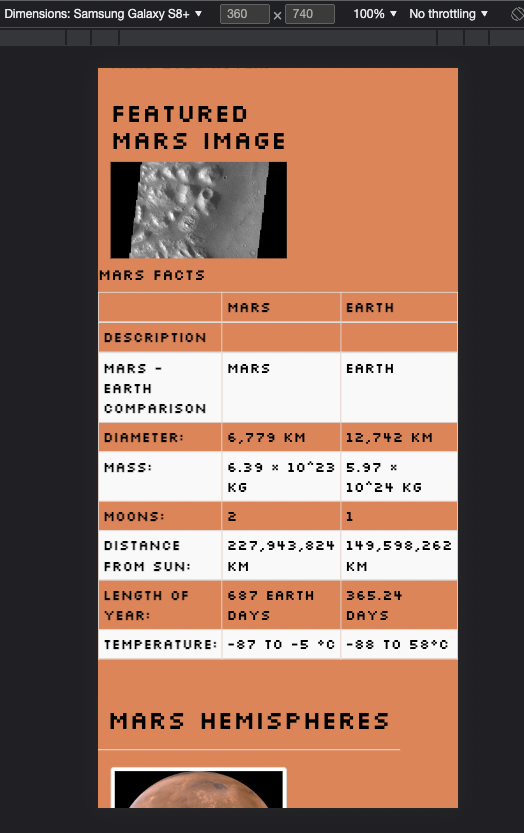 Dimensions: Samsung Galaxy S8+ ▼ 360 × 740 100% ▼ No throttling ▼
FEATURED
MARS IMAGE
MARS FACTS
MARS EARTH
DESCRIPTION
MARS - MARS EARTH
EARTH
COMPARISON
DIAMETER: 6,779 KM 12,742 KM
MASS: 6.39 × 10^23 5.97 ×
KG 10^24 KG
MOONS: 2 1
DISTANCE 227,943,824 149,598,262
FROM SUN: KM KM
LENGTH OF 687 EARTH 365.24
YEAR: DAYS DAYS
TEMPERATURE: -87 TO -5 °C -88 TO 58°C
MARS HEMISPHERES